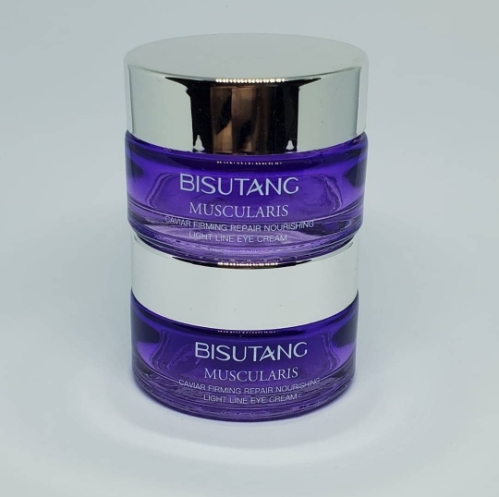 BISUTANG
MUSCULARIS
CAVIAR FIRMING REPAIR NOURISHING
LIGHT LINE EYE CREAM
BISUTANG
MUSCULARIS
CAVIAR FIRMING REPAIR NOURISHING
LIGHT LINE EYE CREAM